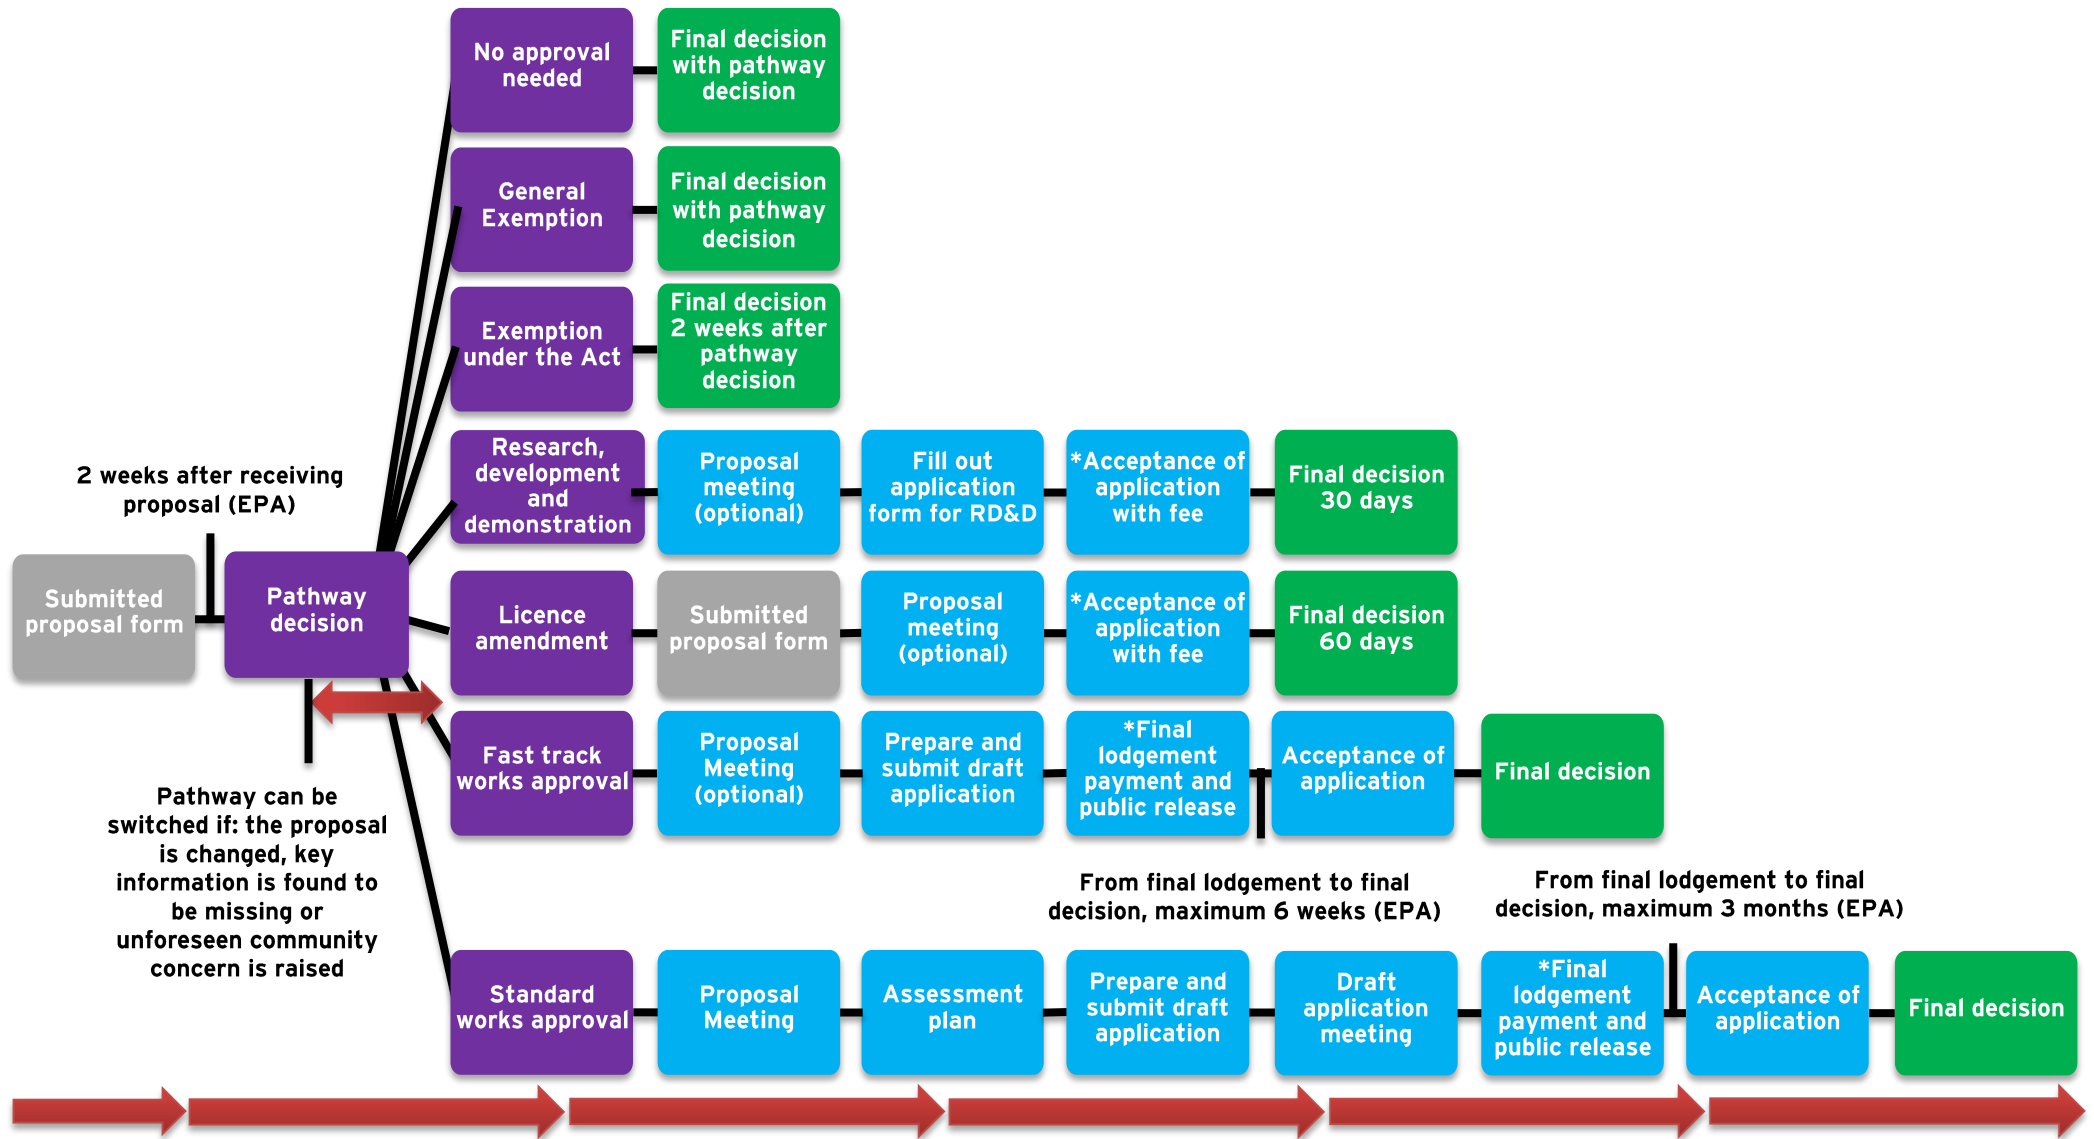 No approval
needed
Final decision
with pathway
decision
General
Exemption
Final decision
with pathway
decision
Exemption
under the Act
Final decision
2 weeks after
pathway
decision
Research,
development
and
demonstration
Proposal
meeting
(optional)
Fill out
application
form for RD&D
*Acceptance of
application
with fee
Final decision
30 days
2 weeks after receiving
proposal (EPA)
Submitted
proposal form
Pathway
decision
Licence
amendment
Submitted
proposal form
Proposal
meeting
(optional)
*Acceptance of
application
with fee
Final decision
60 days
Fast track
works approval
Proposal
Meeting
(optional)
Prepare and
submit draft
application
*Final
lodgement
payment and
public release
Acceptance of
application
Final decision
Pathway can be
switched if: the proposal
is changed, key
information is found to
be missing or
unforeseen community
concern is raised
From final lodgement to final
decision, maximum 6 weeks (EPA)
From final lodgement to final
decision, maximum 3 months (EPA)
Standard
works approval
Proposal
Meeting
Assessment
plan
Prepare and
submit draft
application
Draft
application
meeting
*Final
lodgement
payment and
public release
Acceptance of
application
Final decision